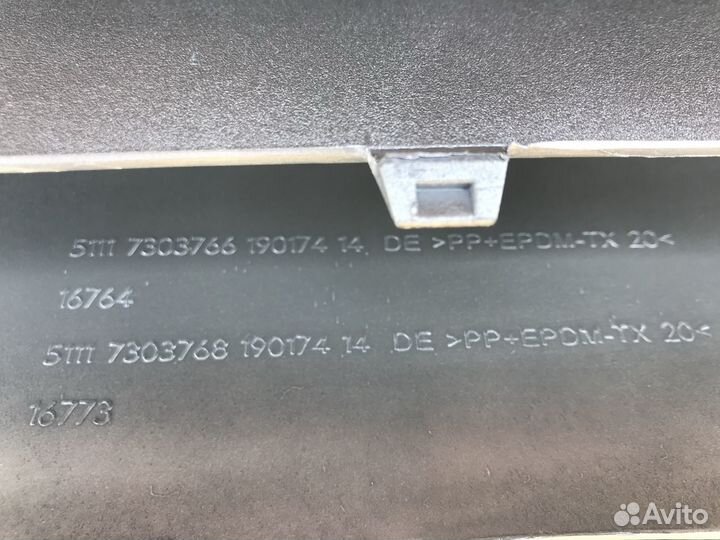 5111 7303766 190174 14 DE >PP+EPDM-TX 20<
16764
5111 7303768 190174 14 DE >PP+EPDM-TX 20<
16773
Avito